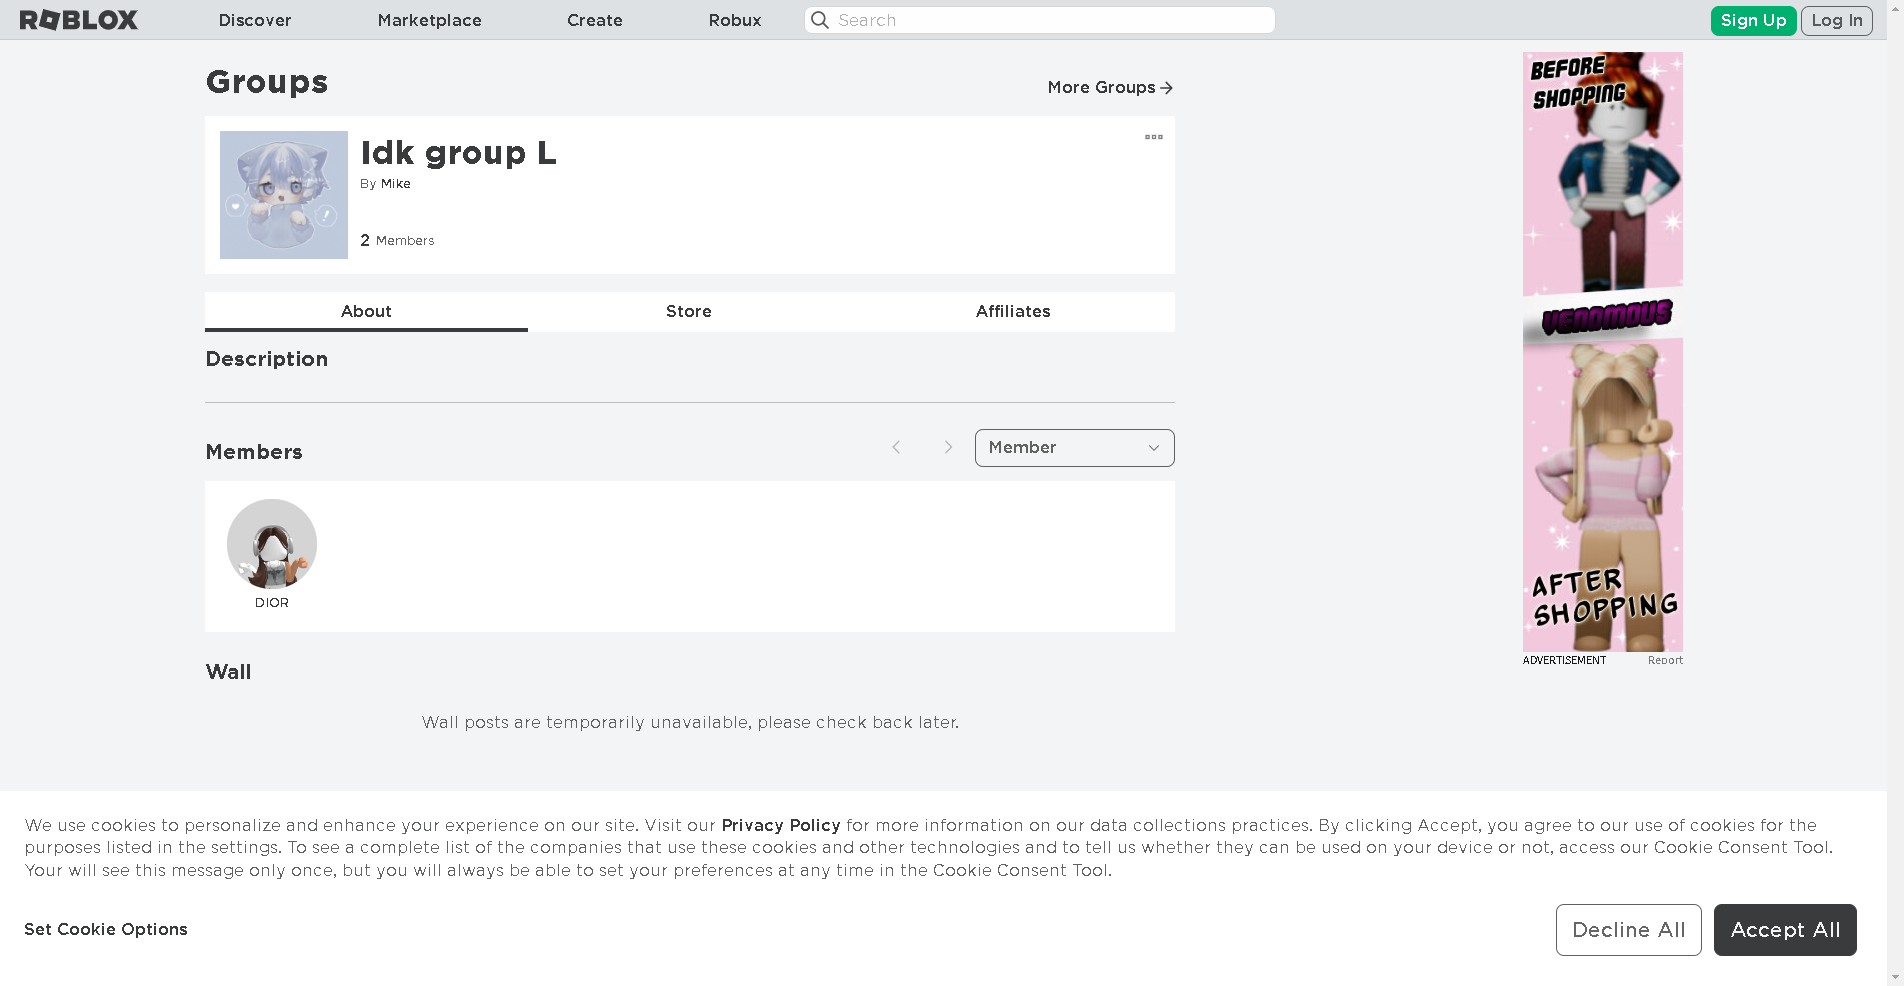 ROBLOX
Discover
Marketplace
Create
Robux
Search
Sign Up
Log In
Groups
More Groups
Idk group L
By Mike
2 Members
About
Store
Affiliates
Description
Members
Member
DIOR
Wall
Wall posts are temporarily unavailable, please check back later.
BEFORE
SHOPPING
VENOMOUS
AFTER
SHOPPING
ADVERTISEMENT
Report
We use cookies to personalize and enhance your experience on our site. Visit our Privacy Policy for more information on our data collections practices. By clicking Accept, you agree to our use of cookies for the
purposes listed in the settings. To see a complete list of the companies that use these cookies and other technologies and to tell us whether they can be used on your device or not, access our Cookie Consent Tool.
Your will see this message only once, but you will always be able to set your preferences at any time in the Cookie Consent Tool.
Set Cookie Options
Decline All
Accept All